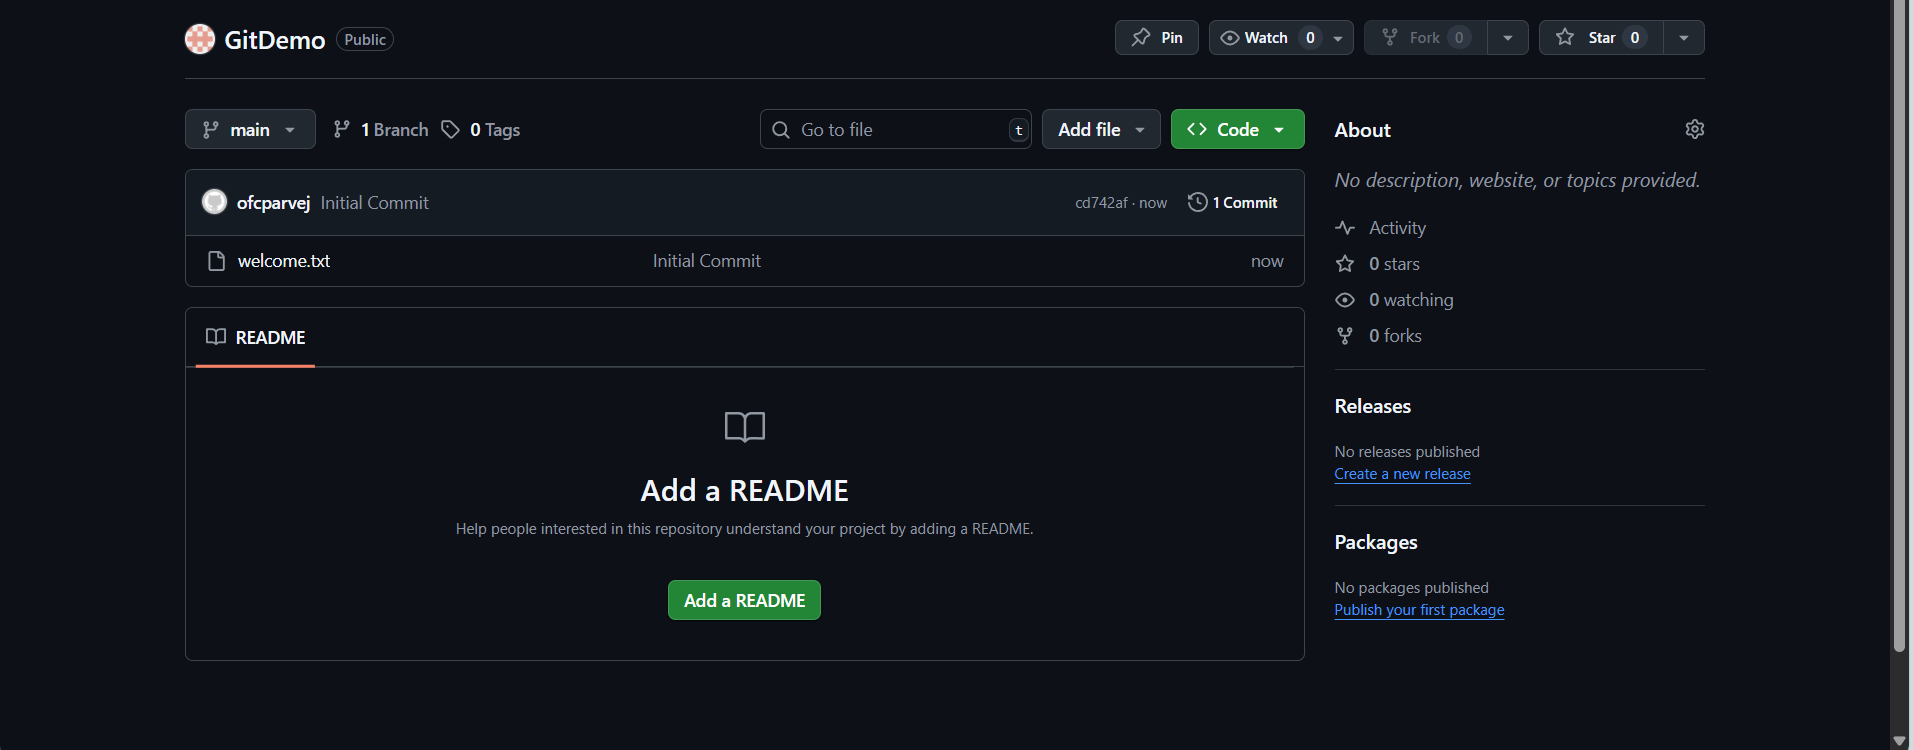 GitDemo Public Pin Watch 0 Fork 0 Star 0
main 1 Branch 0 Tags Go to file t Add file Code
ofcparvej Initial Commit cd742af · now 1 Commit
welcome.txt Initial Commit now
README
Add a README
Help people interested in this repository understand your project by adding a README.
Add a README
About
No description, website, or topics provided.
Activity
0 stars
0 watching
0 forks
Releases
No releases published
Create a new release
Packages
No packages published
Publish your first package